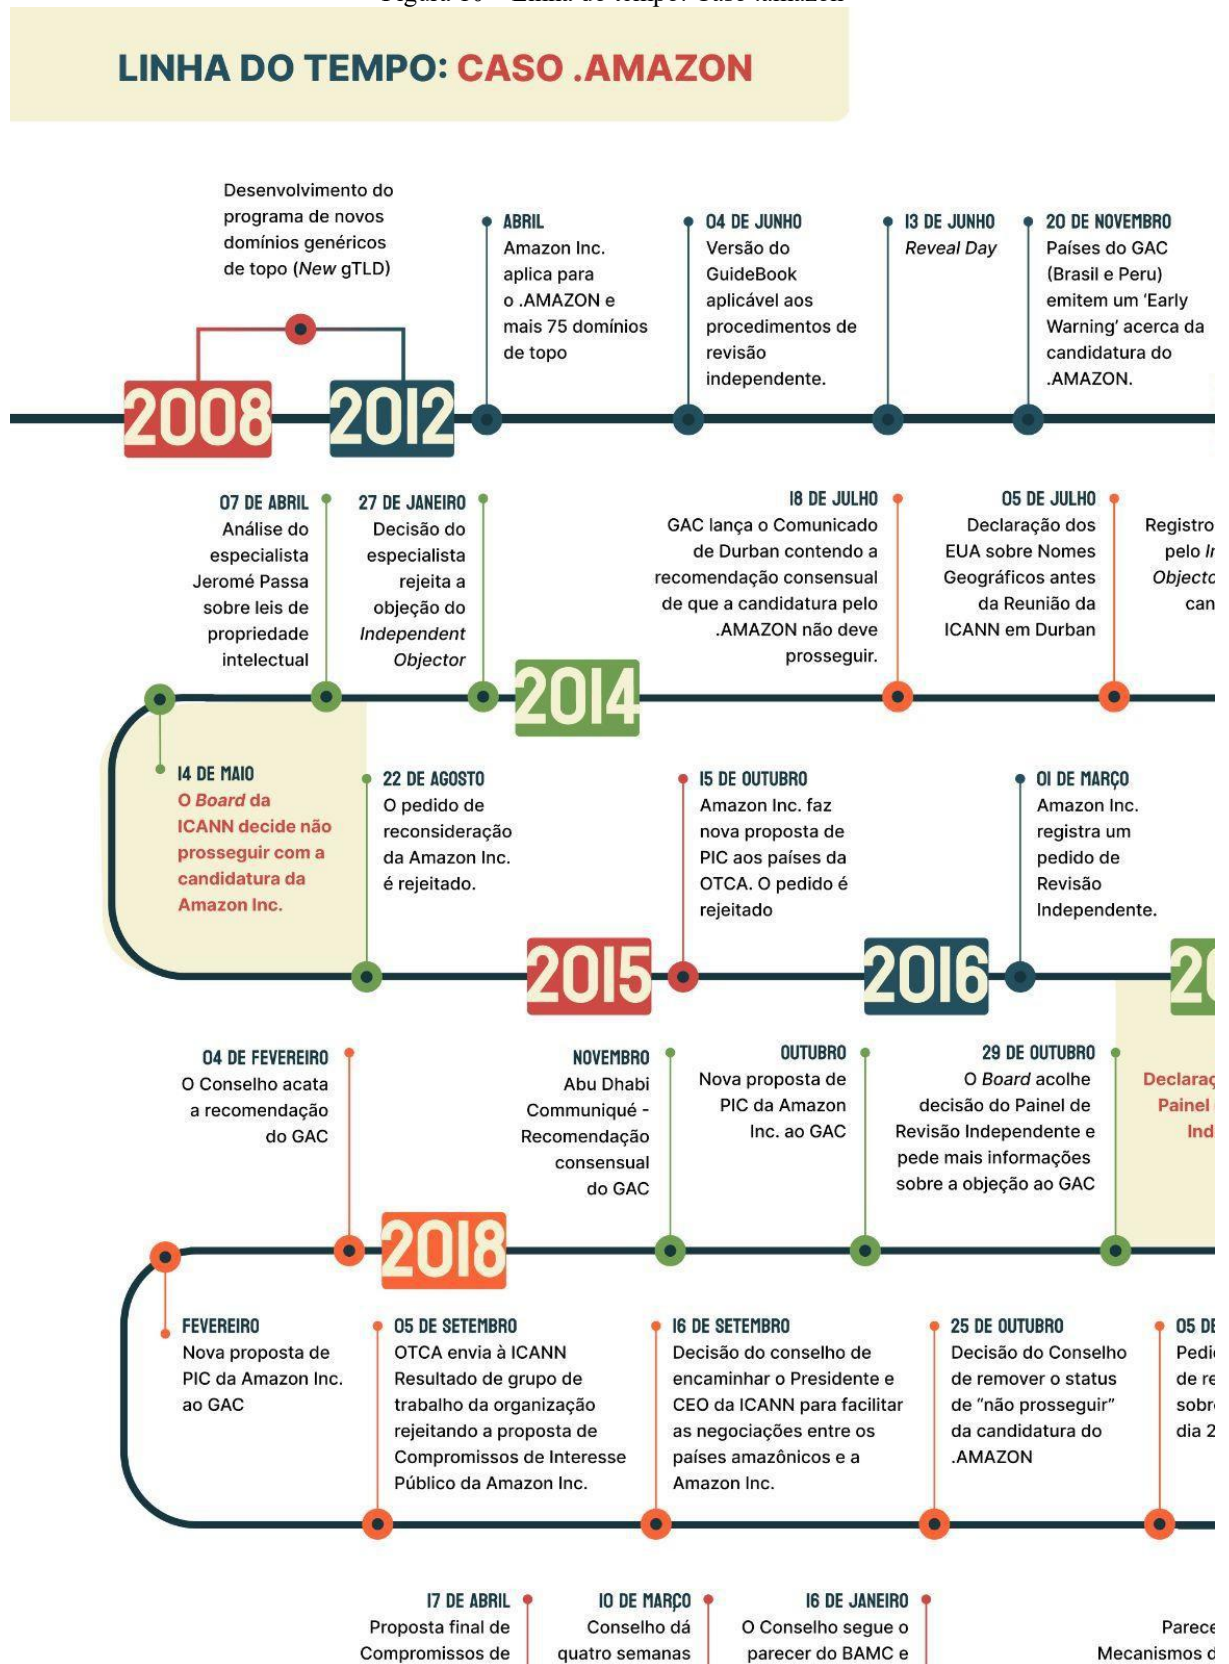 LINHA DO TEMPO: CASO .AMAZON
Desenvolvimento do
programa de novos
domínios genéricos
de topo (New gTLD)
2008
2012
ABRIL
Amazon Inc.
aplica para
o .AMAZON e
mais 75 domínios
de topo
04 DE JUNHO
Versão do
GuideBook
aplicável aos
procedimentos de
revisão
independente.
13 DE JUNHO
Reveal Day
20 DE NOVEMBRO
Países do GAC
(Brasil e Peru)
emitem um ‘Early
Warning’ acerca da
candidatura do
.AMAZON.
07 DE ABRIL
Análise do
especialista
Jeromé Passa
sobre leis de
propriedade
intelectual
27 DE JANEIRO
Decisão do
especialista
rejeita a
objeção do
Independent
Objector
2014
18 DE JULHO
GAC lança o Comunicado
de Durban contendo a
recomendação consensual
de que a candidatura pelo
.AMAZON não deve
prosseguir.
05 DE JULHO
Declaração dos
EUA sobre Nomes
Geográficos antes
da Reunião da
ICANN em Durban
Registro
pelo
14 DE MAIO
O Board da
ICANN decide não
prosseguir com a
candidatura da
Amazon Inc.
22 DE AGOSTO
O pedido de
reconsideração
da Amazon Inc.
é rejeitado.
2015
15 DE OUTUBRO
Amazon Inc. faz
nova proposta de
PIC aos países da
OTCA. O pedido é
rejeitado
2016
01 DE MARÇO
Amazon Inc.
registra um
pedido de
Revisão
Independente.
04 DE FEVEREIRO
O Conselho acata
a recomendação
do GAC
2018
NOVEMBRO
Abu Dhabi
Communiqué -
Recomendação
consensual
do GAC
OUTUBRO
Nova proposta de
PIC da Amazon
Inc. ao GAC
29 DE OUTUBRO
O Board acolhe
decisão do Painel de
Revisão Independente e
pede mais informações
sobre a objeção ao GAC
Painel
FEVEREIRO
Nova proposta de
PIC da Amazon Inc.
ao GAC
05 DE SETEMBRO
OTCA envia à ICANN
Resultado de grupo de
trabalho da organização
rejeitando a proposta de
Compromissos de Interesse
Público da Amazon Inc.
16 DE SETEMBRO
Decisão do conselho de
encaminhar o Presidente e
CEO da ICANN para facilitar
as negociações entre os
países amazônicos e a
Amazon Inc.
25 DE OUTUBRO
Decisão do Conselho
de remover o status
de “não prosseguir”
da candidatura do
.AMAZON
05
de
dia
17 DE ABRIL
Proposta final de
Compromissos de
10 DE MARÇO
Conselho dá
quatro semanas
16 DE JANEIRO
O Conselho segue o
parecer do BAMC e
Mecanismos